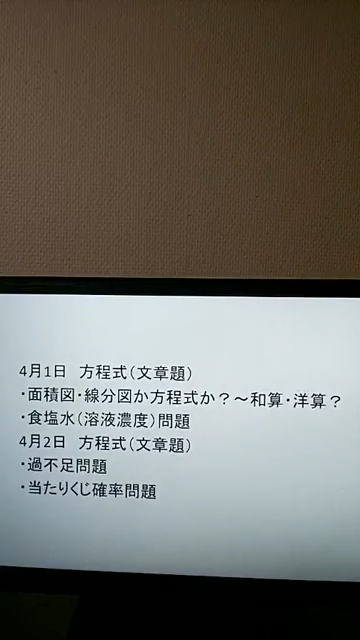 4月1日　方程式（文章題）
・面積図・線分図か方程式か？～和算・洋算？
・食塩水（溶液濃度）問題
4月2日　方程式（文章題）
・過不足問題
・当たりくじ確率問題